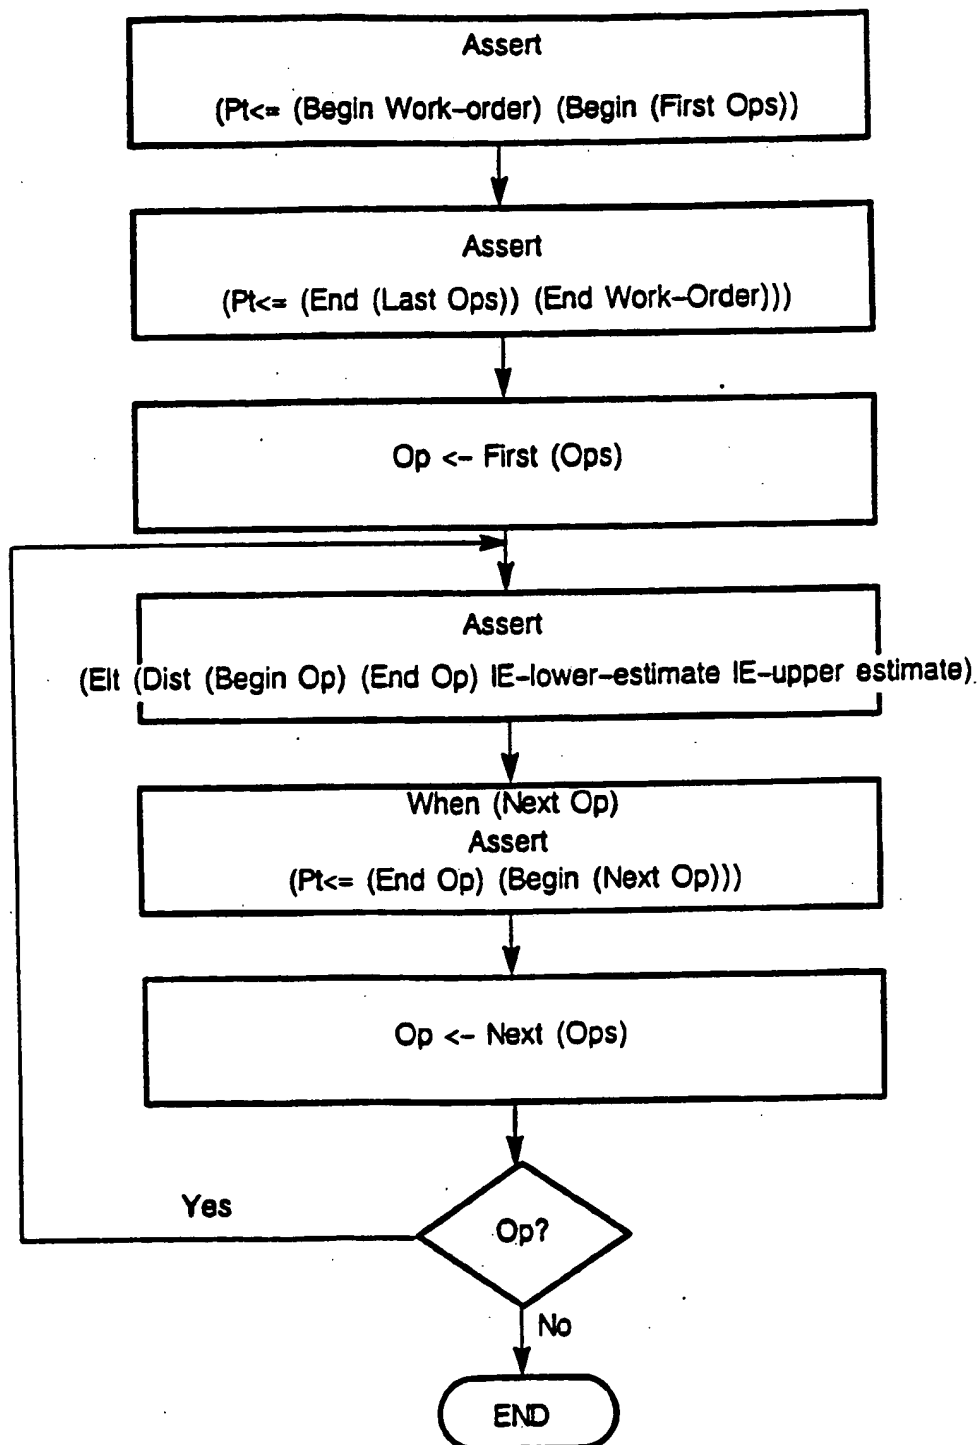 Assert
(Pt<= (Begin Work-order) (Begin (First Ops))
Assert
(Pt<= (End (Last Ops)) (End Work-Order)))
Op <- First (Ops)
Assert
(Elt (Dist (Begin Op) (End Op) IE-lower-estimate IE-upper estimate)
When (Next Op)
Assert
(Pt<= (End Op) (Begin (Next Op)))
Op <- Next (Ops)
Yes
Op?
No
END